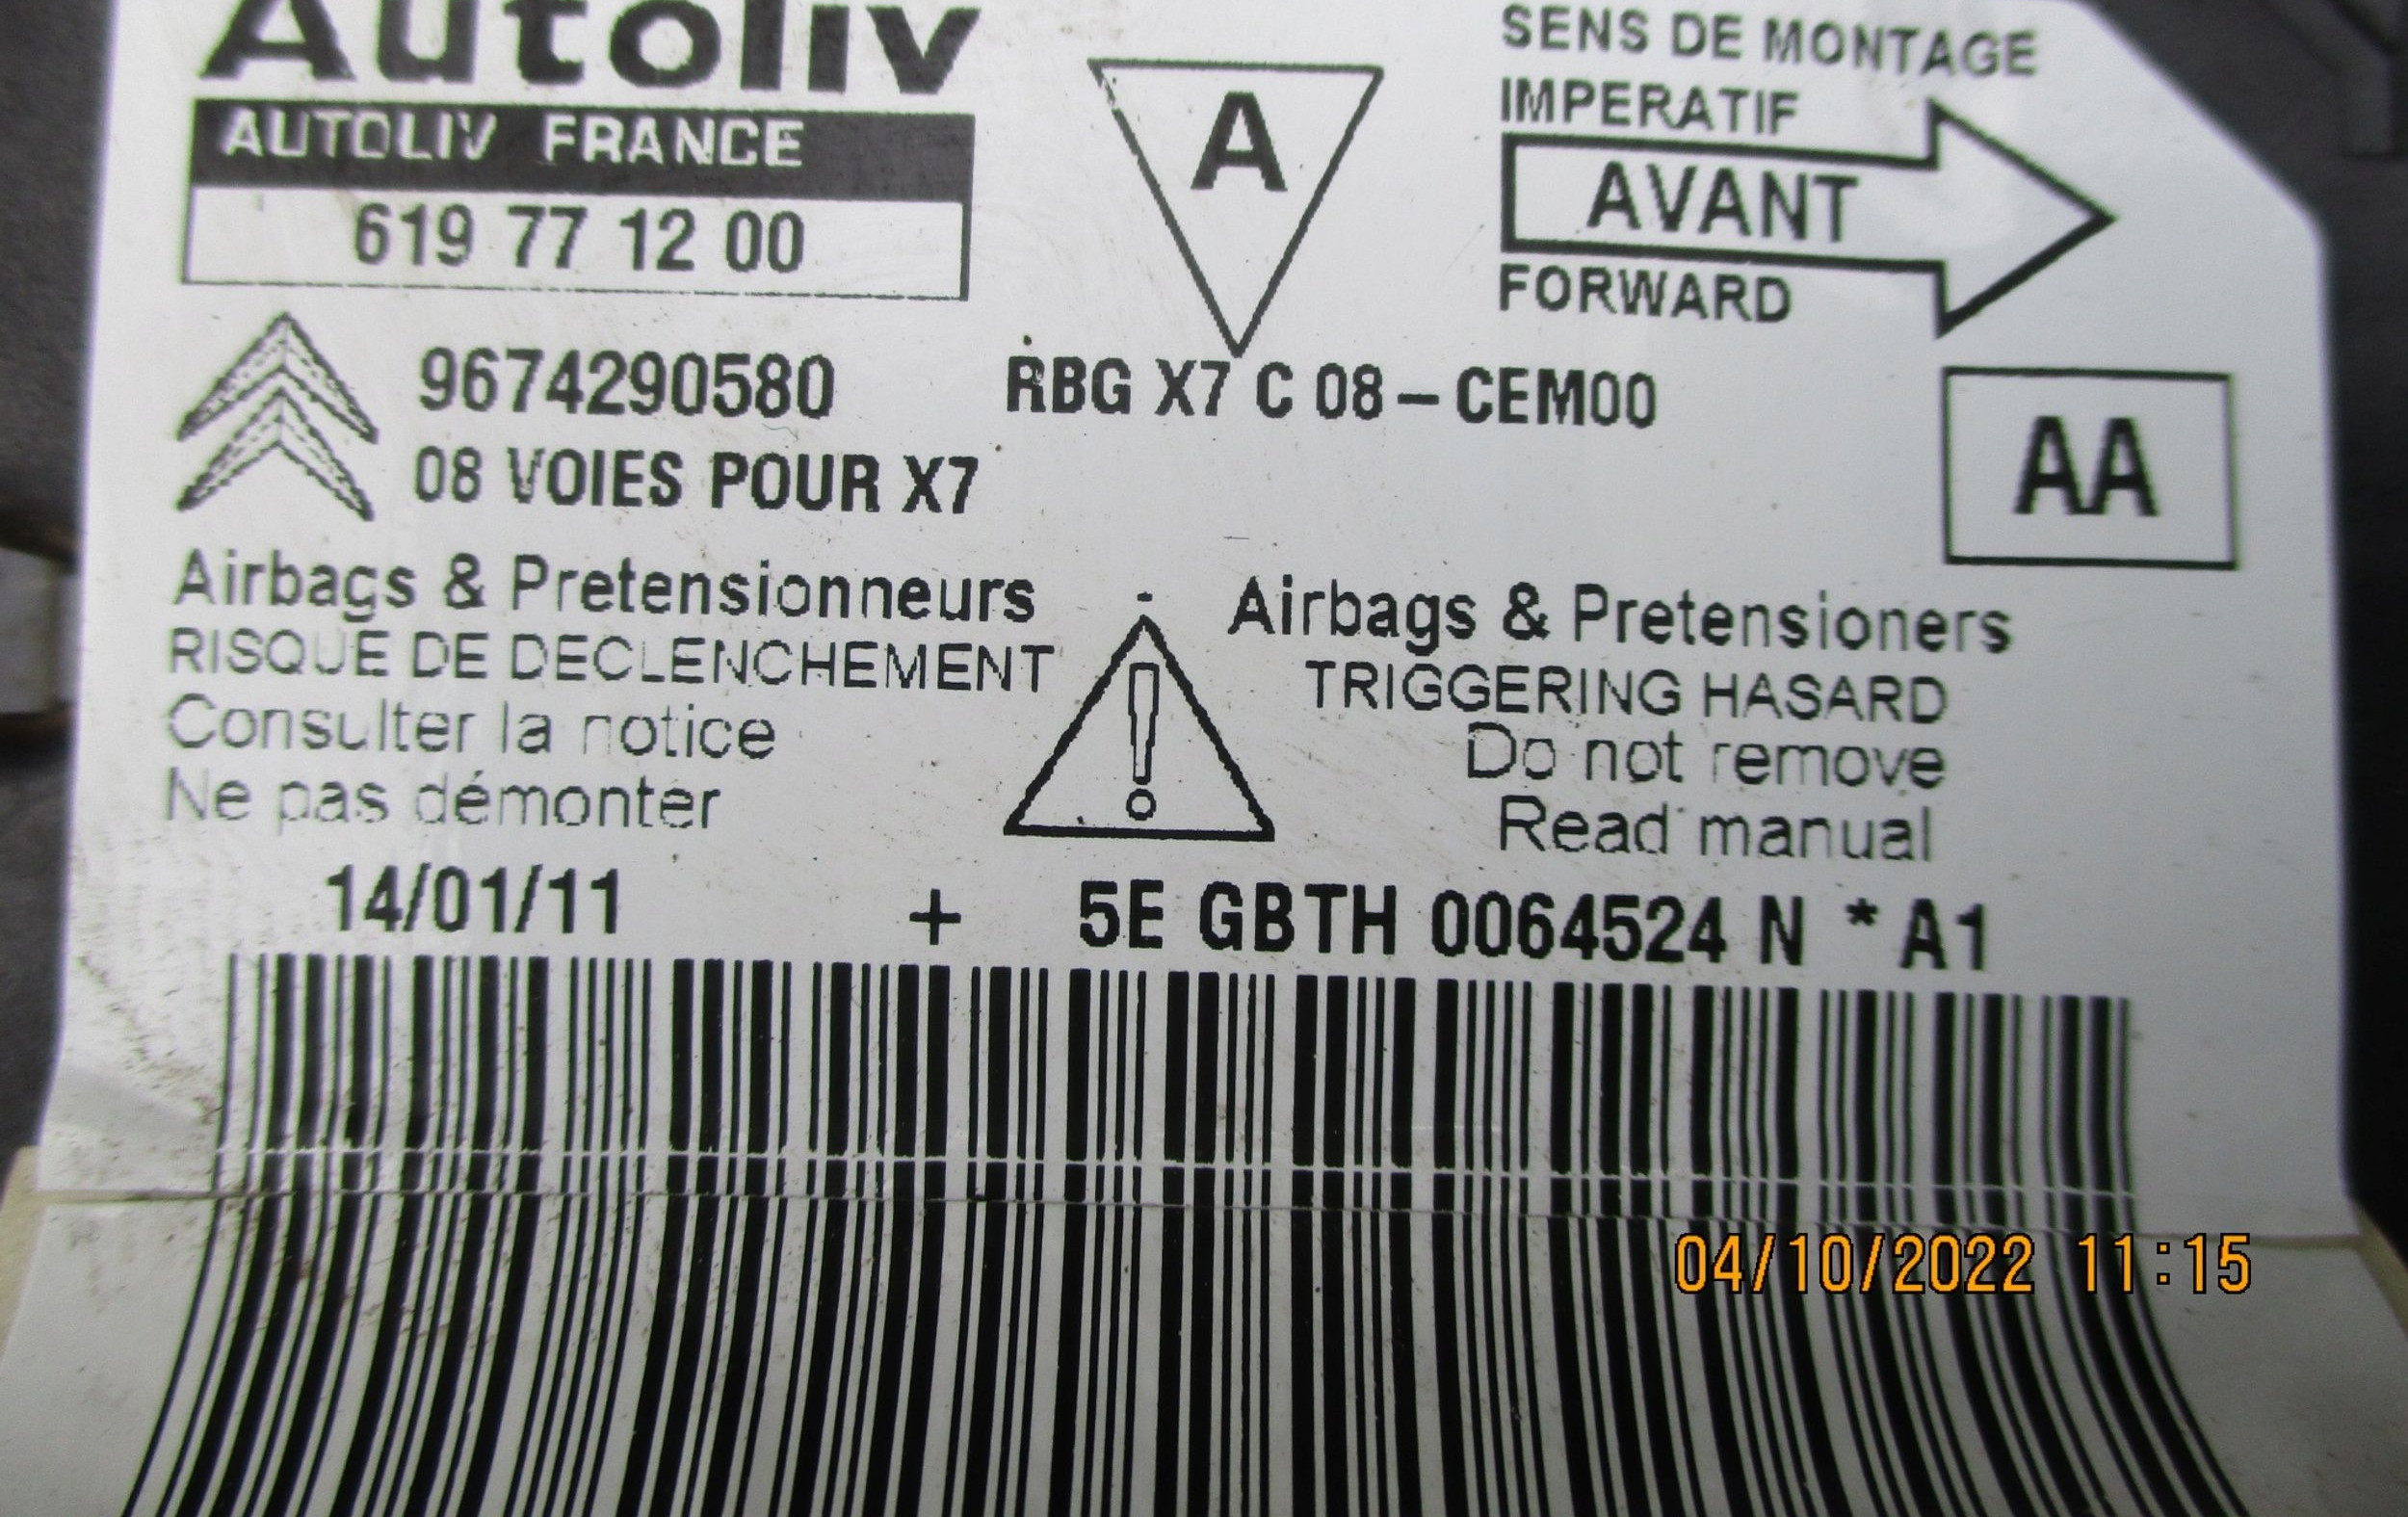 Autoliv
AUTOLIV FRANCE
619 77 12 00
A
SENS DE MONTAGE
IMPERATIF
AVANT
FORWARD
9674290580
RBG X7 C 08-CEM00
08 VOIES POUR X7
AA
Airbags & Pretensionneurs
RISQUE DE DECLENCHEMENT
Consulter la notice
Ne pas démonter
- Airbags & Pretensioners
TRIGGERING HASARD
Do not remove
Read manual
14/01/11 + 5E GBTH 0064524 N * A1
04/10/2022 11:15